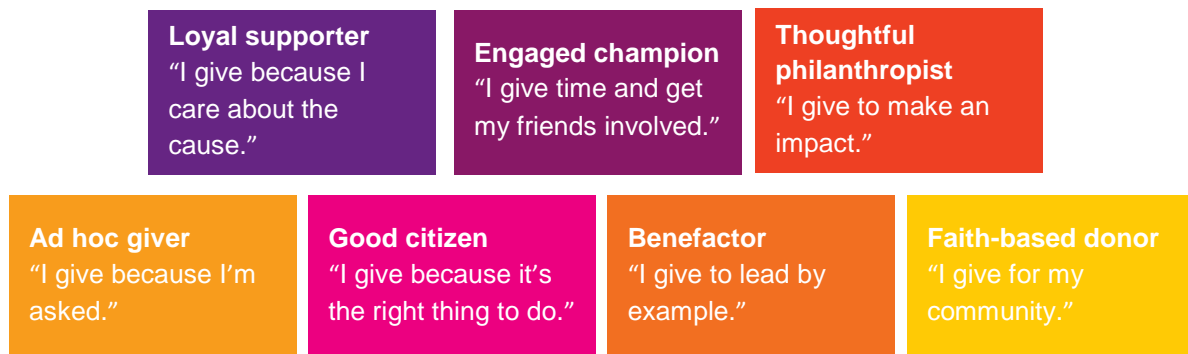 Loyal supporter
“I give because I
care about the
cause.”
Engaged champion
“I give time and get
my friends involved.”
Thoughtful
philanthropist
“I give to make an
impact.”
Ad hoc giver
“I give because I’m
asked.”
Good citizen
“I give because it’s
the right thing to do.”
Benefactor
“I give to lead by
example.”
Faith-based donor
“I give for my
community.”